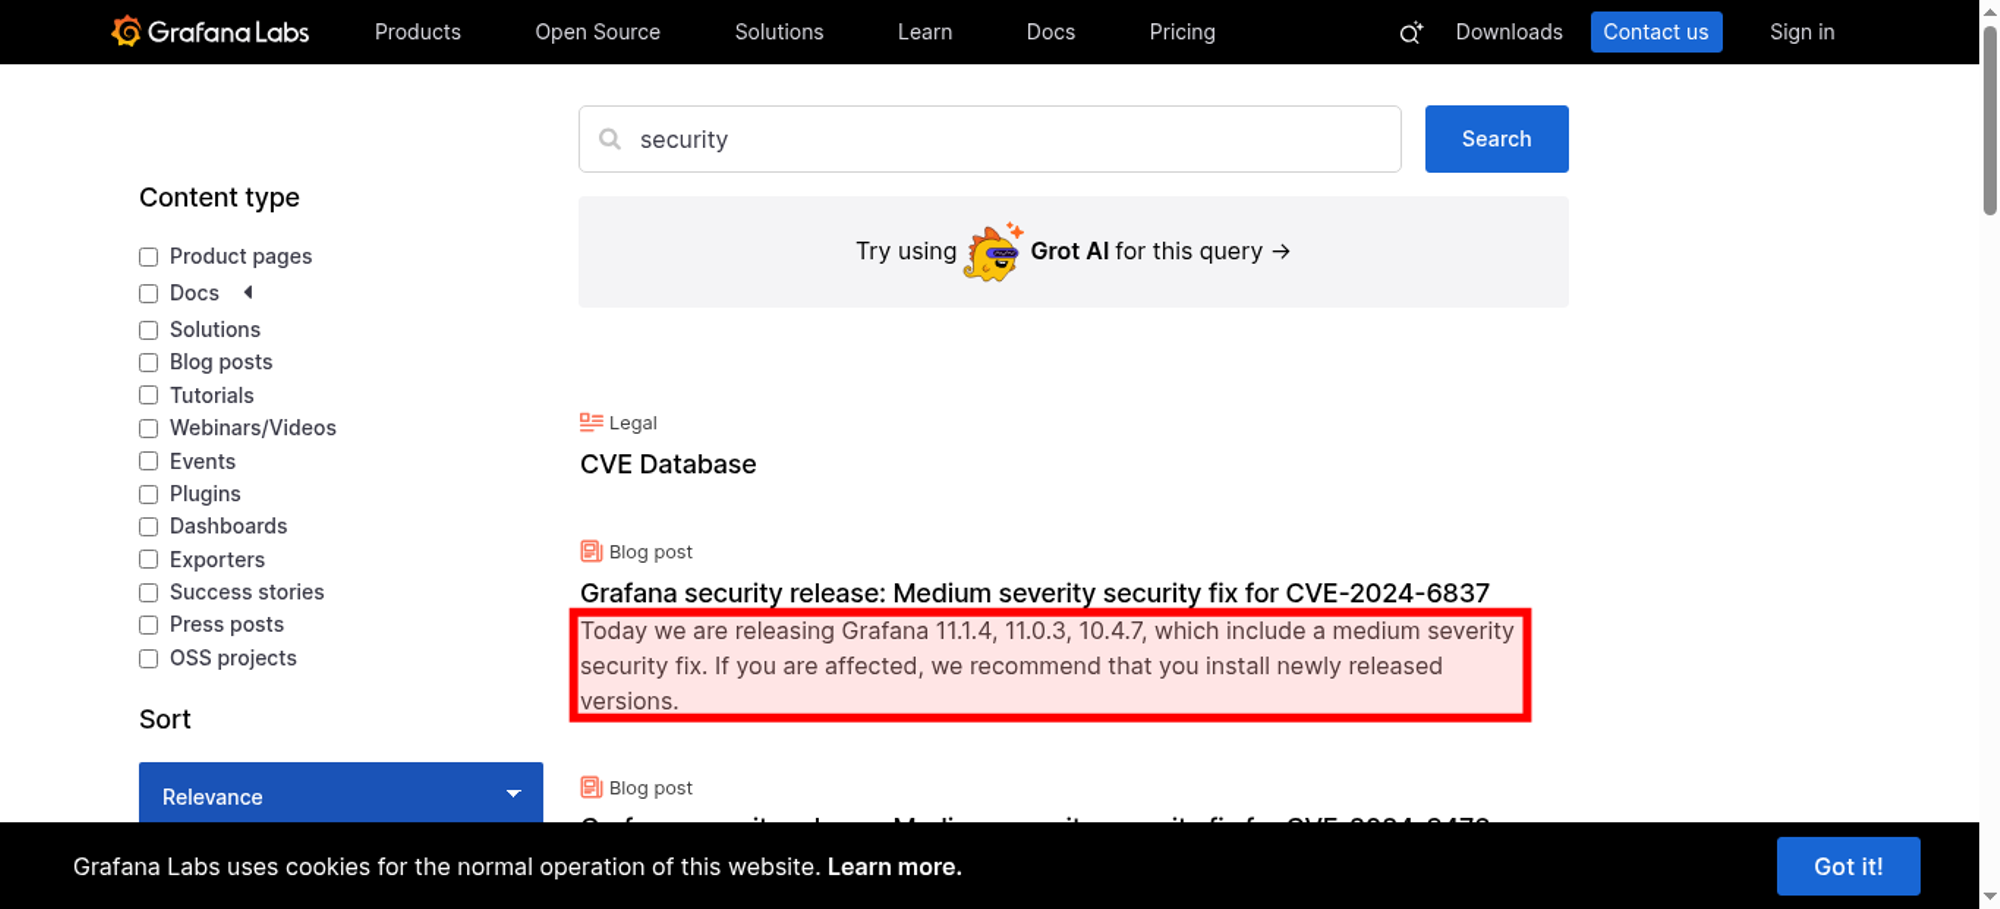 Grafana Labs
Products
Open Source
Solutions
Learn
Docs
Pricing
Downloads
Contact us
Sign in
security
Search
Try using Grot AI for this query →
Content type
Product pages
Docs
Solutions
Blog posts
Tutorials
Webinars/Videos
Events
Plugins
Dashboards
Exporters
Success stories
Press posts
OSS projects
Sort
Relevance
Legal
CVE Database
Blog post
Grafana security release: Medium severity security fix for CVE-2024-6837
Today we are releasing Grafana 11.1.4, 11.0.3, 10.4.7, which include a medium severity
security fix. If you are affected, we recommend that you install newly released
versions.
Blog post
Grafana Labs uses cookies for the normal operation of this website. Learn more.
Got it!